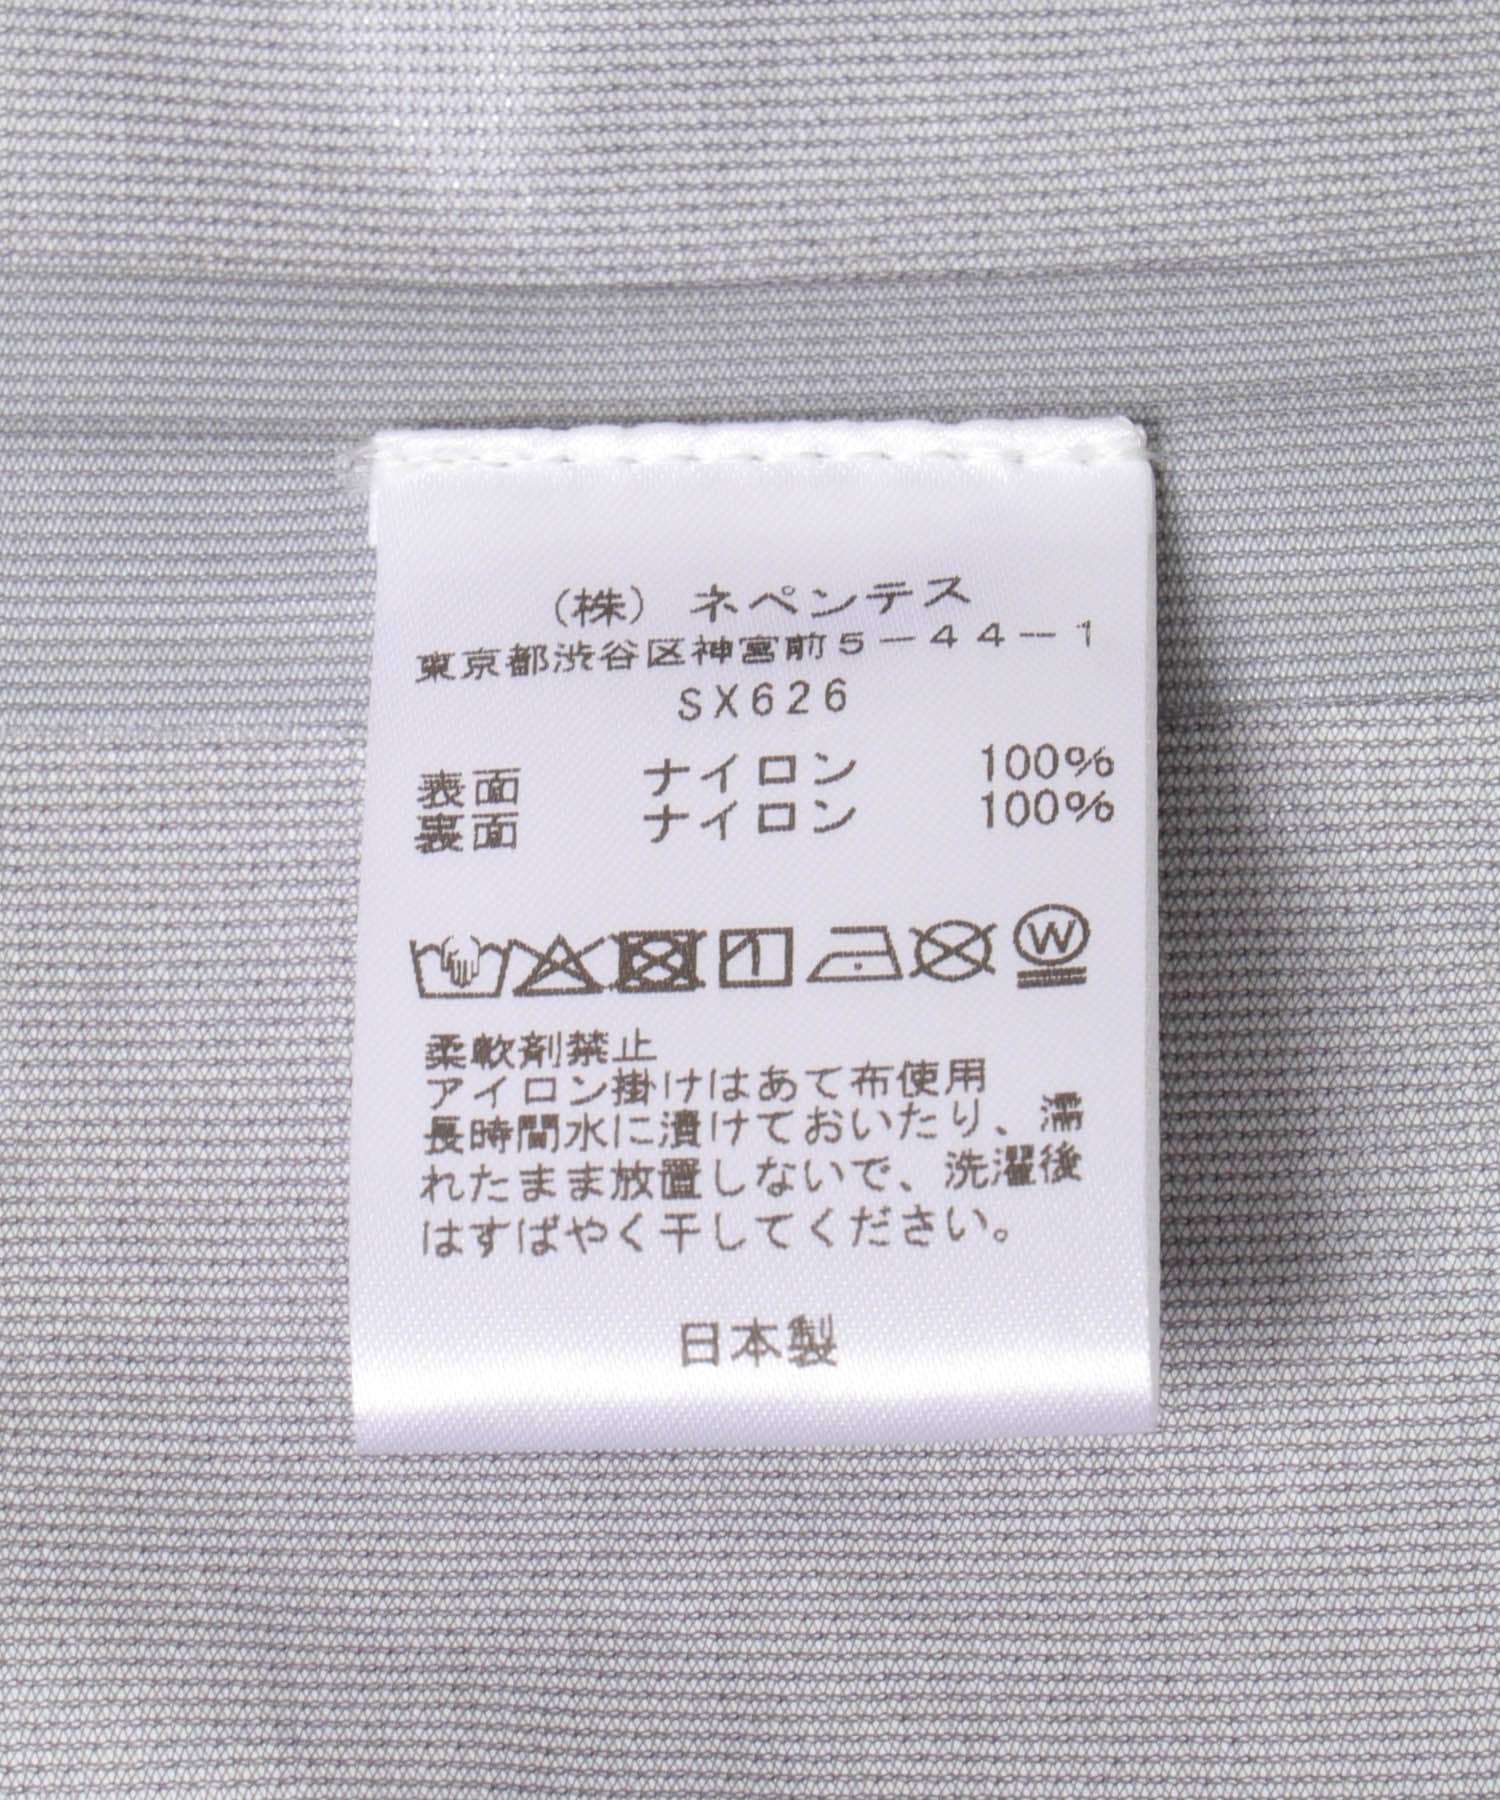 (株) ネペンテス
東京都渋谷区神宮前5－44－1
SX626
表面 ナイロン 100%
裏面 ナイロン 100%
W
柔軟剤禁止
アイロン掛けはあて布使用
長時間水に漬けておいたり、濡
れたまま放置しないで、洗濯後
はすばやく干してください。
日本製